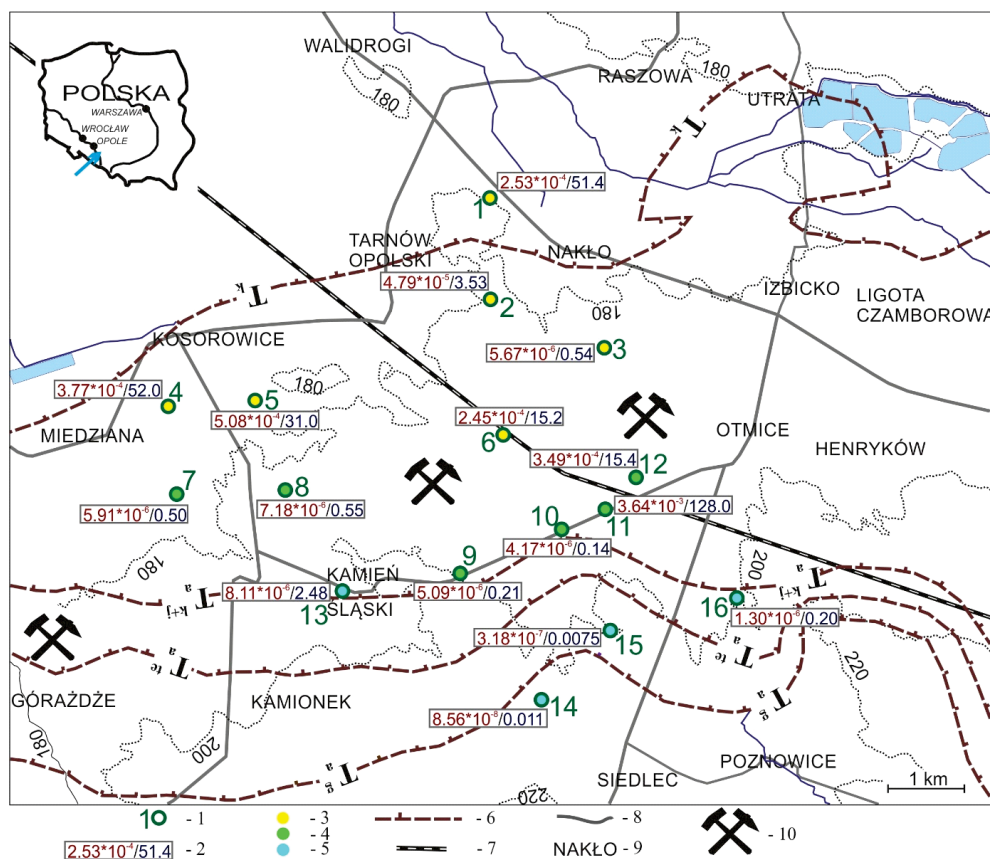 WALIDROGI
RASZOWA
180
180
UTRATA
POLSKA
WARSZAWA
WROCŁAW
OPOLE
T k
2.53*10⁻⁴/51.4
1
TARNÓW
OPOLSKI
NAKŁO
4.79*10⁻⁵/3.53
2
IZBICKO
LIGOTA
CZAMBOROWA
T k
180
KOSOROWICE
5.67*10⁻⁶/0.54
3
180
3.77*10⁻⁴/52.0
4
5
5.08*10⁻⁴/31.0
2.45*10⁻⁴/15.2
6
MIEDZIANA
OTMICE
HENRYKÓW
3.49*10⁻⁴/15.4
12
7
5.91*10⁻⁶/0.50
8
7.18*10⁻⁶/0.55
3.64*10⁻³/128.0
11
10
4.17*10⁻⁶/0.14
180
9
5.09*10⁻⁶/0.21
KAMIEŃ
ŚLĄSKI
8.11*10⁻⁶/2.48
13
T a k+j
200
T a k+j
16
1.30*10⁻⁶/0.20
3.18*10⁻⁷/0.0075
15
T a te
T a te
220
GÓRAŻDŻE
KAMIONEK
14
8.56*10⁻⁸/0.011
T a g
180
200
T a g
POZNOWICE
SIEDLEC
220
1 km
10 - 1
- 3
- 4
- 5
- 6
- 7
- 8
NAKŁO - 9
- 10
2.53*10⁻⁴/51.4 - 2